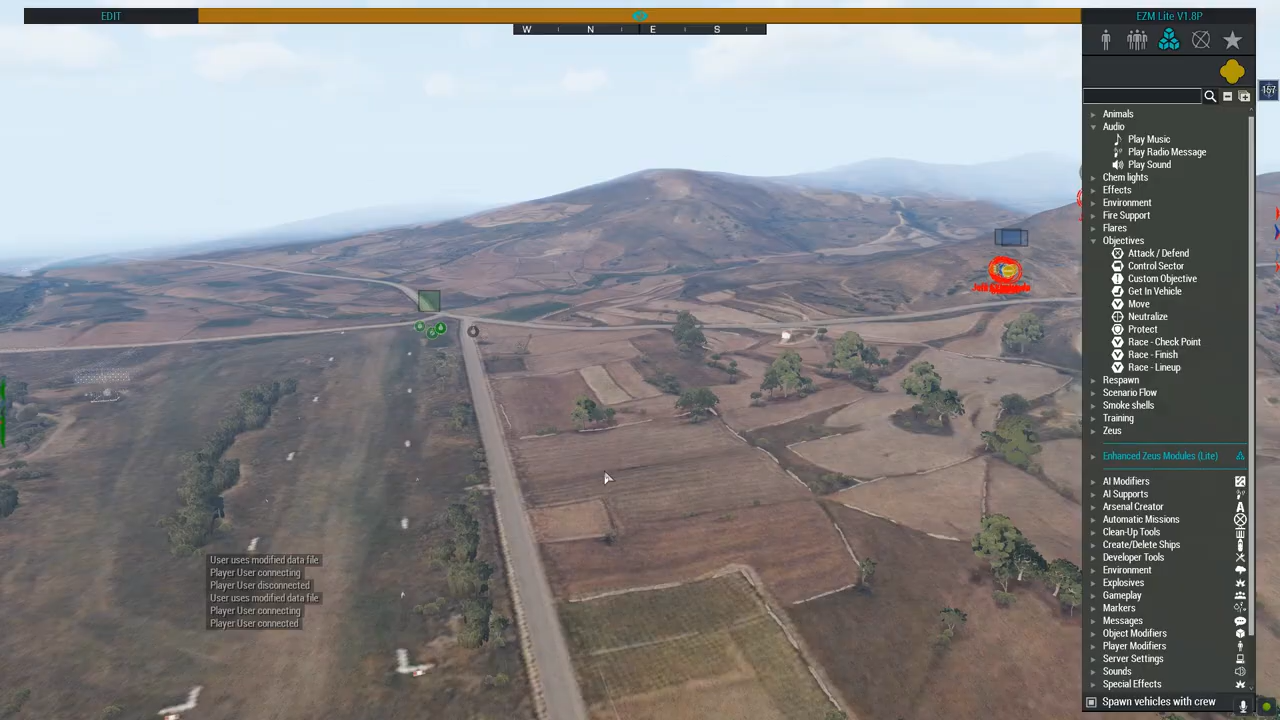 EDIT
EZM Lite V1.8P
W N E S
157
Animals
Audio
Play Music
Play Radio Message
Play Sound
Chem lights
Effects
Environment
Fire Support
Flares
Objectives
Attack / Defend
Control Sector
Custom Objective
Get In Vehicle
Move
Neutralize
Protect
Race - Check Point
Race - Finish
Race - Lineup
Respawn
Scenario Flow
Smoke shells
Training
Zeus
Enhanced Zeus Modules (Lite)
AI Modifiers
AI Supports
Arsenal Creator
Automatic Missions
Clean-Up Tools
Create/Delete Ships
Developer Tools
Environment
Explosives
Gameplay
Markers
Messages
Object Modifiers
Player Modifiers
Server Settings
Sounds
Special Effects
Spawn vehicles with crew
User uses modified data file
Player User connecting
Player User disconnected
User uses modified data file
Player User connecting
Player User connected